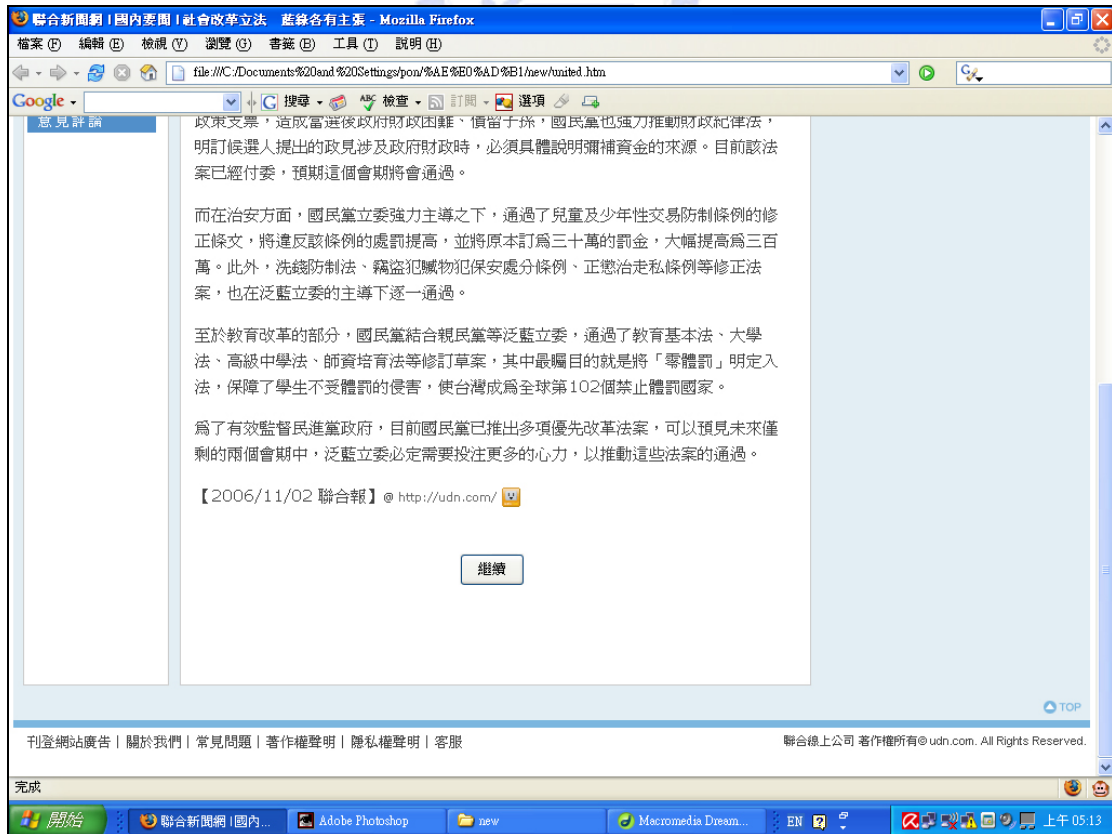 聯合新聞網 | 國內要聞 | 社會改革立法 藍綠各有主張 - Mozilla Firefox
檔案(F) 編輯(E) 檢視(V) 瀏覽(G) 書籤(B) 工具(T) 說明(H)
file:///C:/Documents%20and%20Settings/pon/%AE%E0%AD%B1/new/united.htm
Google 搜尋 檢查 訂閱 選項
意見評論
政策支票，造成當選後政府財政困難、債留子孫，國民黨也強力推動財政紀律法，
明訂候選人提出的政見涉及政府財政時，必須具體說明彌補資金的來源。目前該法
案已經付委，預期這個會期將會通過。
而在治安方面，國民黨立委強力主導之下，通過了兒童及少年性交易防制條例的修
正條文，將違反該條例的處罰提高，並將原本訂爲三十萬的罰金，大幅提高爲三百
萬。此外，洗錢防制法、竊盜犯贓物犯保安處分條例、正懲治走私條例等修正法
案，也在泛藍立委的主導下逐一通過。
至於教育改革的部分，國民黨結合親民黨等泛藍立委，通過了教育基本法、大學
法、高級中學法、師資培育法等修訂草案，其中最矚目的就是將「零體罰」明定入
法，保障了學生不受體罰的侵害，使台灣成爲全球第102個禁止體罰國家。
爲了有效監督民進黨政府，目前國民黨已推出多項優先改革法案，可以預見未來僅
剩的兩個會期中，泛藍立委必定需要投注更多的心力，以推動這些法案的通過。
【2006/11/02 聯合報】@ http://udn.com/
繼續
TOP
刊登網站廣告 | 關於我們 | 常見問題 | 著作權聲明 | 隱私權聲明 | 客服
聯合線上公司 著作權所有© udn.com. All Rights Reserved.
完成
開始 聯合新聞網 | 國內... Adobe Photoshop new Macromedia Dream... EN 上午 05:13